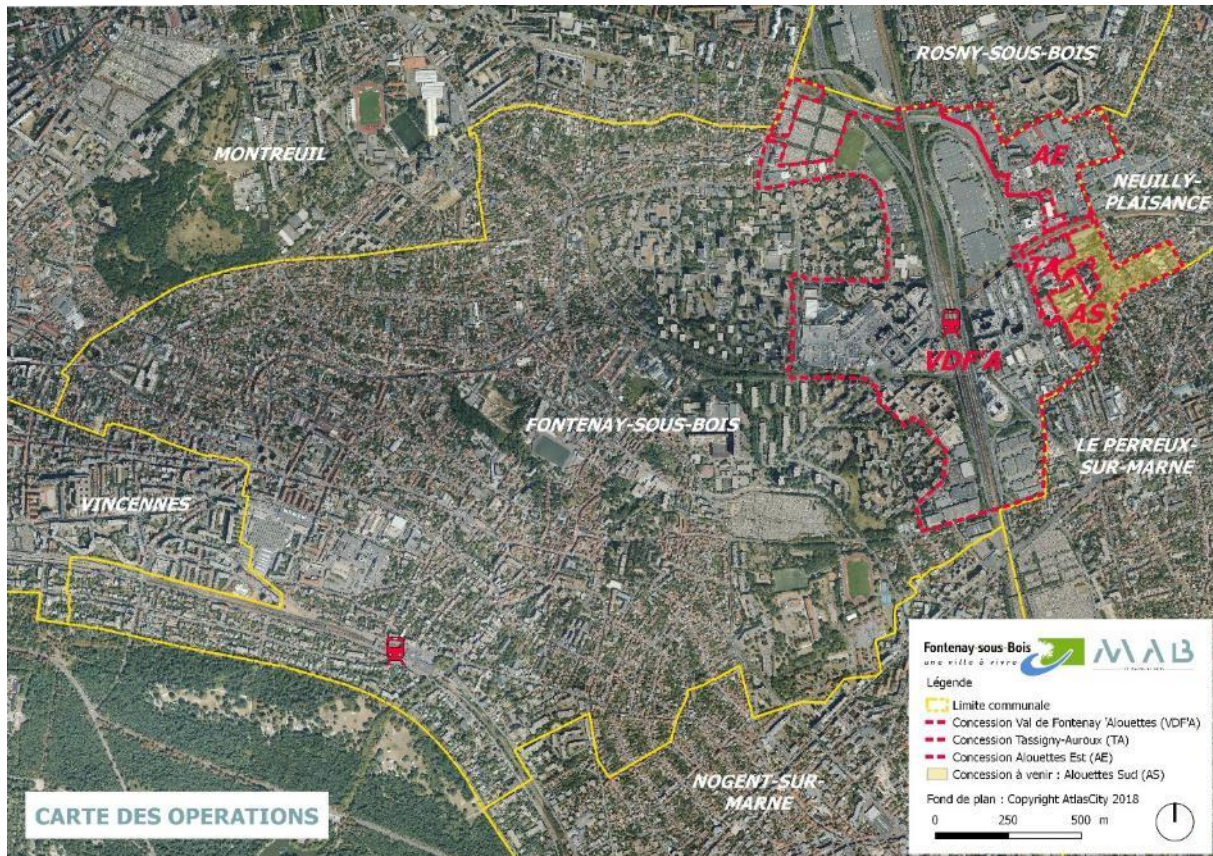 ROSNY-SOUS-BOIS
MONTREUIL
AE
NEUILLY-
PLAISANCE
TA
AS
VDF'A
FONTENAY-SOUS-BOIS
LE PERREUX-
SUR-MARNE
VINCENNES
NOGENT-SUR-
MARNE
CARTE DES OPERATIONS
Fontenay-sous-Bois
une ville à vivre
MAB
Légende
Limite communale
Concession Val de Fontenay 'Alouettes (VDF'A)
Concession Tassigny-Auroux (TA)
Concession Alouettes Est (AE)
Concession à venir : Alouettes Sud (AS)
Fond de plan : Copyright AtlasCity 2018
0 250 500 m